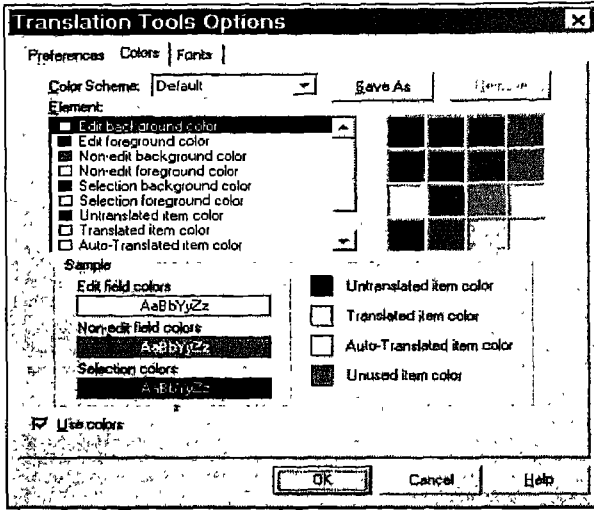 Translation Tools Options
Preferences Colors Fonts
Color Scheme: Default Save As Remove
Element:
Edit background color
Edit foreground color
Non-edit background color
Non-edit foreground color
Selection background color
Selection foreground color
Untranslated item color
Translated item color
Auto-Translated item color
Sample
Edit field colors
AaBbYyZz
Non-edit field colors
AaBbYyZz
Selection colors
AaBbYyZz
Untranslated item color
Translated item color
Auto-Translated item color
Unused item color
Use colors
OK Cancel Help